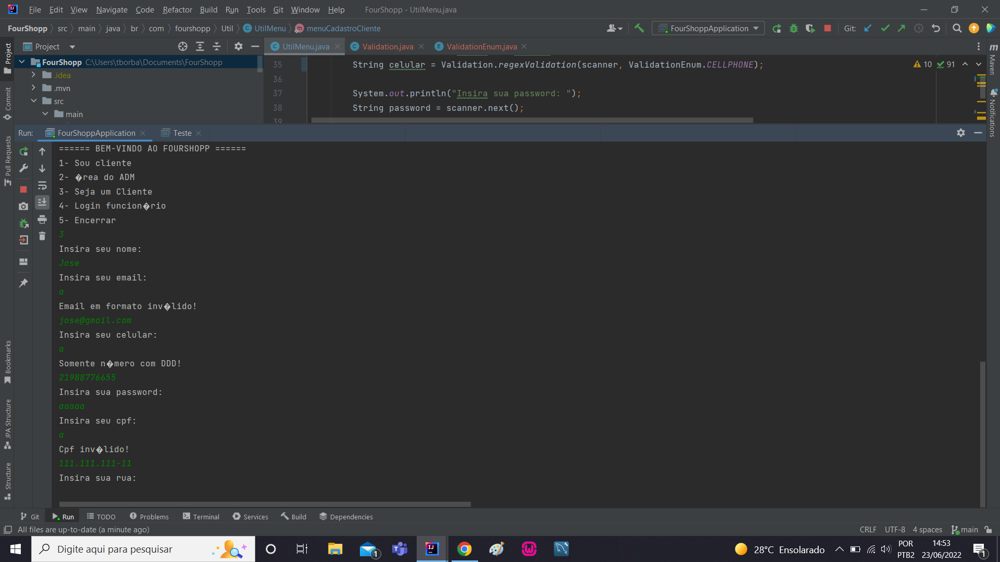 File Edit View Navigate Code Refactor Build Run Tools Git Window Help FourShopp - UtilMenu.java
FourShopp src main java br com fourshopp Util UtilMenu menuCadastroCliente FourShoppApplication Git:
Project
UtilMenu.java Validation.java ValidationEnum.java
FourShopp C:\Users\tborba\Documents\FourShopp
.idea
.mvn
src
main
35 String celular = Validation.regexValidation(scanner, ValidationEnum.CELLPHONE);
36
37 System.out.println("Insira sua password: ");
38 String password = scanner.next();
39
10 91
Run: FourShoppApplication Teste
====== BEM-VINDO AO FOURSHOPP ======
1- Sou cliente
2- �rea do ADM
3- Seja um Cliente
4- Login funcion�rio
5- Encerrar
3
Insira seu nome:
Jose
Insira seu email:
a
Email em formato inv�lido!
jose@gmail.com
Insira seu celular:
a
Somente n�mero com DDD!
21988776655
Insira sua password:
aaaaa
Insira seu cpf:
a
Cpf inv�lido!
111.111.111-11
Insira sua rua:
Project
Commit
Pull Requests
Bookmarks
JPA Structure
Structure
m
Maven
Notifications
Git Run TODO Problems Terminal Services Build Dependencies
All files are up-to-date (a minute ago) CRLF UTF-8 4 spaces main
Digite aqui para pesquisar
1
28°C Ensolarado
POR
PTB2
14:53
23/06/2022
1